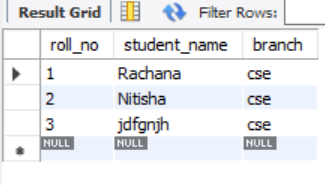 Result Grid Filter Rows:
roll_no student_name branch
1 Rachana cse
2 Nitisha cse
3 jdfgnjh cse
NULL NULL NULL